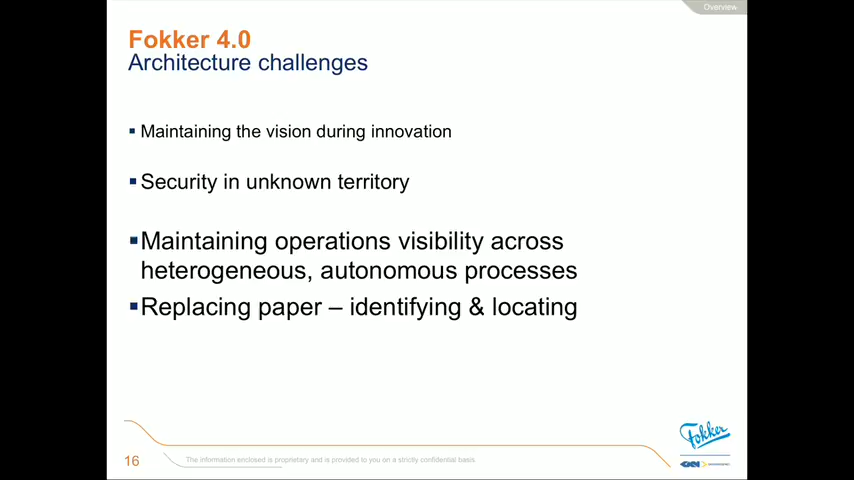 Overview
Fokker 4.0
Architecture challenges
▪ Maintaining the vision during innovation
▪ Security in unknown territory
▪ Maintaining operations visibility across
heterogeneous, autonomous processes
▪ Replacing paper – identifying & locating
Fokker
GKN
16
The information enclosed is proprietary and is provided to you on a strictly confidential basis.